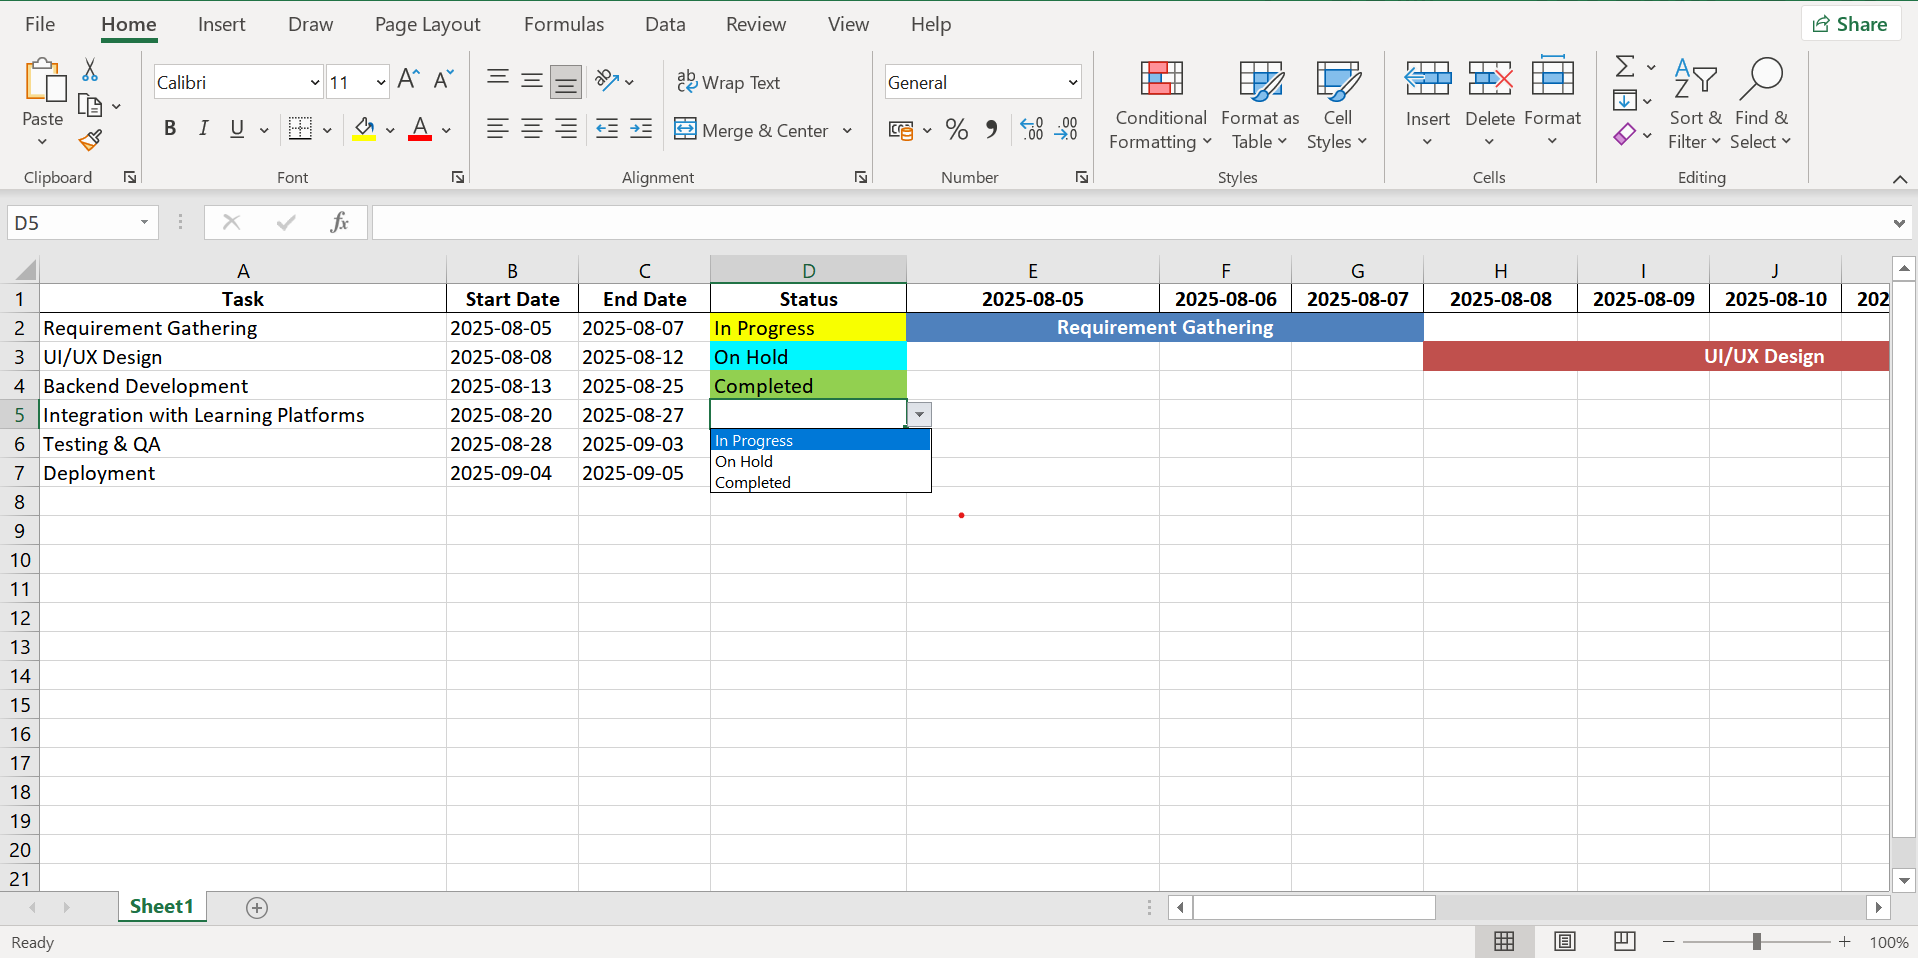 File Home Insert Draw Page Layout Formulas Data Review View Help Share
Calibri 11 ab Wrap Text General
Paste Merge & Center Conditional Formatting Format as Table Cell Styles Insert Delete Format Sort & Filter Find & Select
Clipboard Font Alignment Number Styles Cells Editing
D5 fx
A B C D E F G H I J
1 Task Start Date End Date Status 2025-08-05 2025-08-06 2025-08-07 2025-08-08 2025-08-09 2025-08-10 202
2 Requirement Gathering 2025-08-05 2025-08-07 In Progress Requirement Gathering
3 UI/UX Design 2025-08-08 2025-08-12 On Hold UI/UX Design
4 Backend Development 2025-08-13 2025-08-25 Completed
5 Integration with Learning Platforms 2025-08-20 2025-08-27
6 Testing & QA 2025-08-28 2025-09-03 In Progress
On Hold
7 Deployment 2025-09-04 2025-09-05 Completed
8
9
10
11
12
13
14
15
16
17
18
19
20
21
Sheet1
Ready 100%